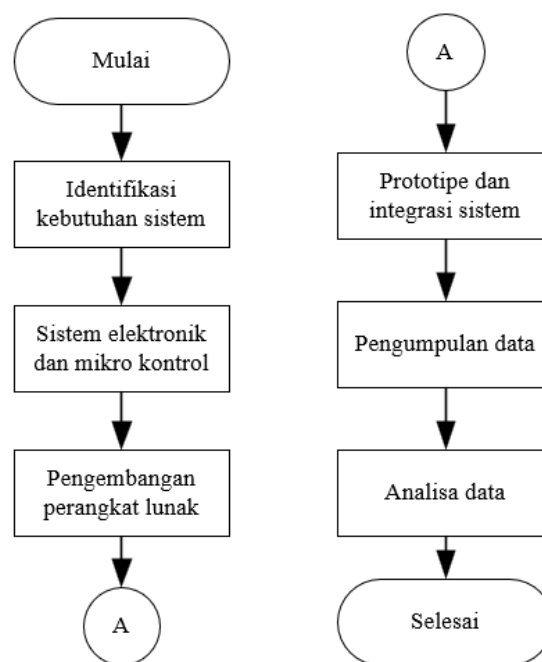 Mulai
Identifikasi
kebutuhan sistem
Sistem elektronik
dan mikro kontrol
Pengembangan
perangkat lunak
A
A
Prototipe dan
integrasi sistem
Pengumpulan data
Analisa data
Selesai